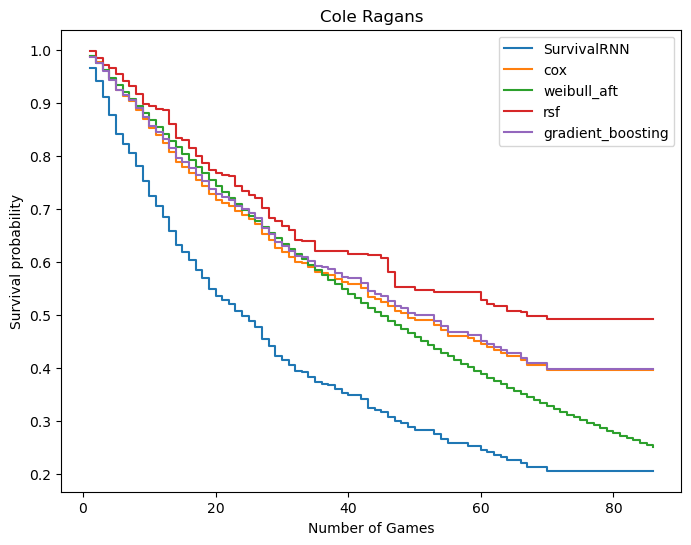 Cole Ragans
SurvivalRNN
cox
weibull_aft
rsf
gradient_boosting
Survival probability
1.0
0.9
0.8
0.7
0.6
0.5
0.4
0.3
0.2
0
20
40
60
80
Number of Games